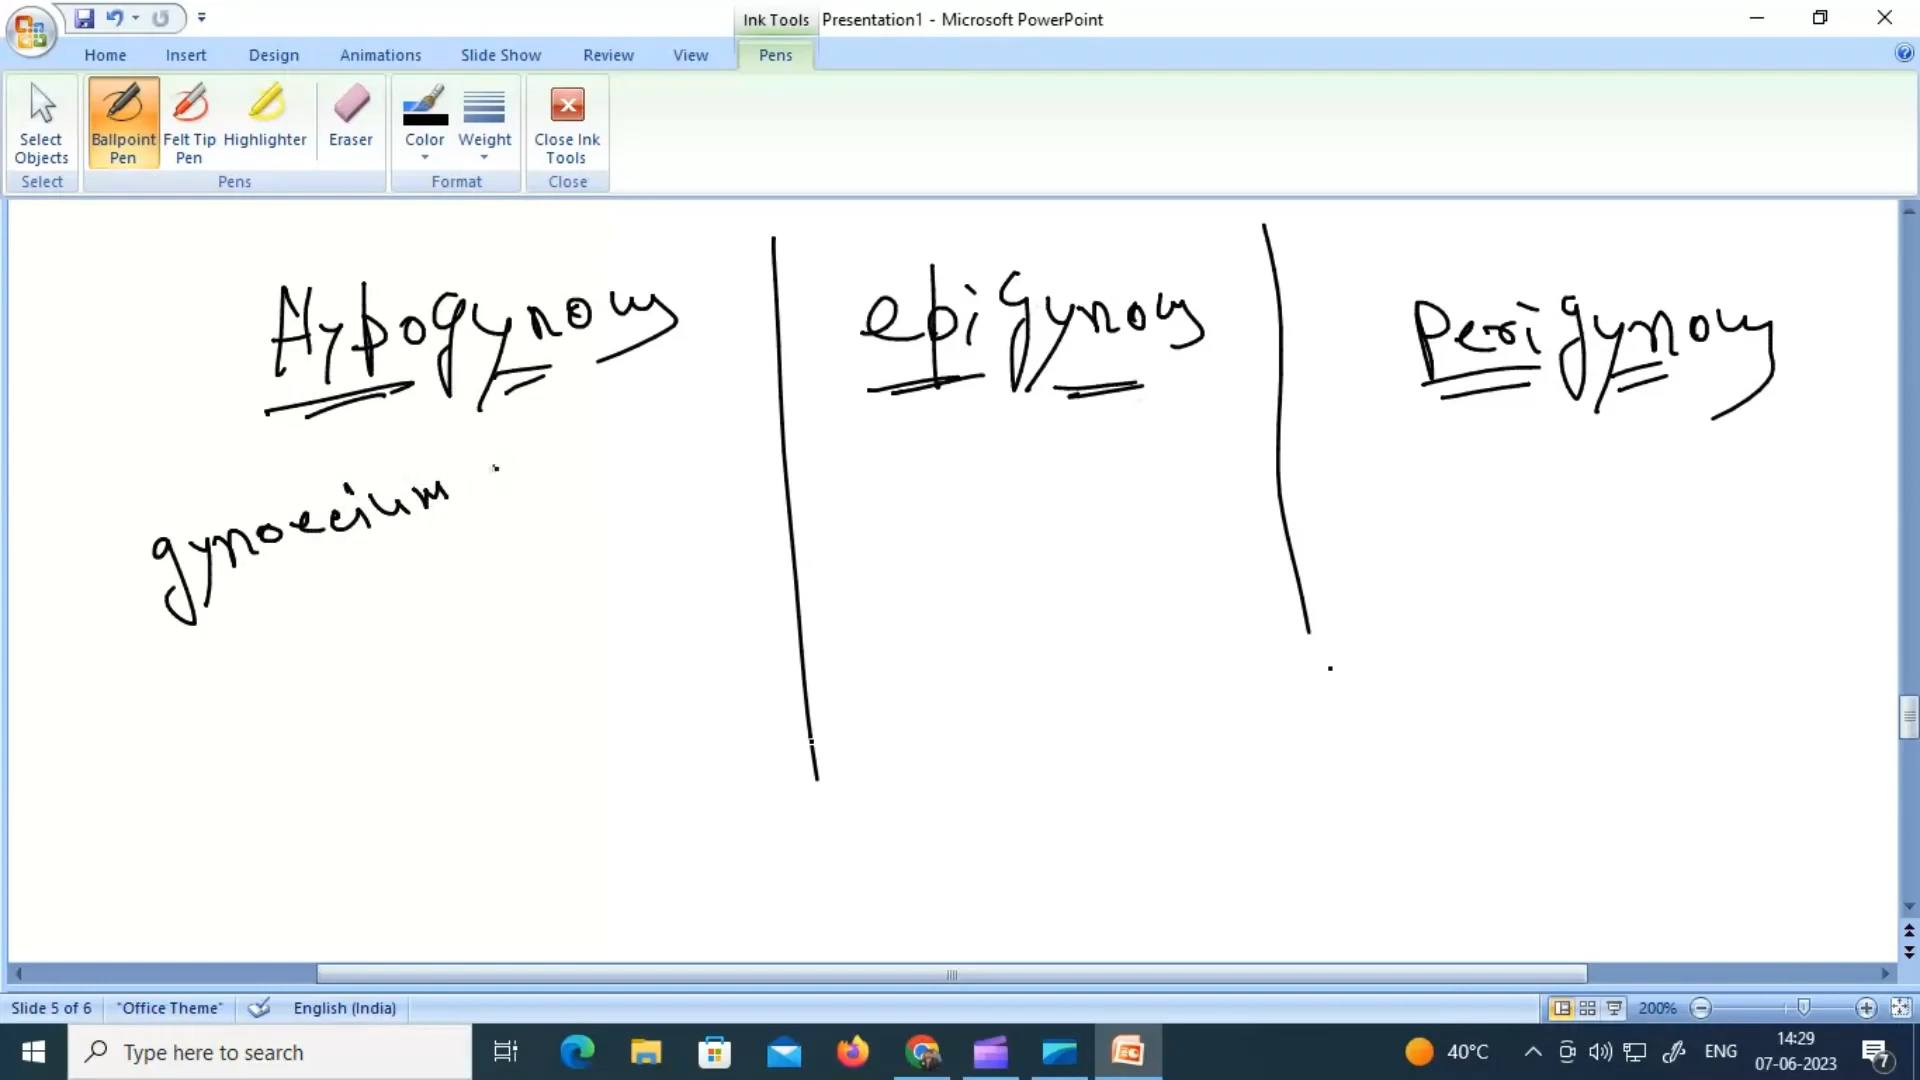 Ink Tools Presentation1 - Microsoft PowerPoint
Home Insert Design Animations Slide Show Review View Pens
Select Objects Ballpoint Pen Felt Tip Pen Highlighter Eraser Color Weight Close Ink Tools
Select Pens Format Close
Hypogynous epigynous Perigynous
gynoecium
Slide 5 of 6 "Office Theme" English (India) 200%
Type here to search 40°C ENG 14:29 07-06-2023 7